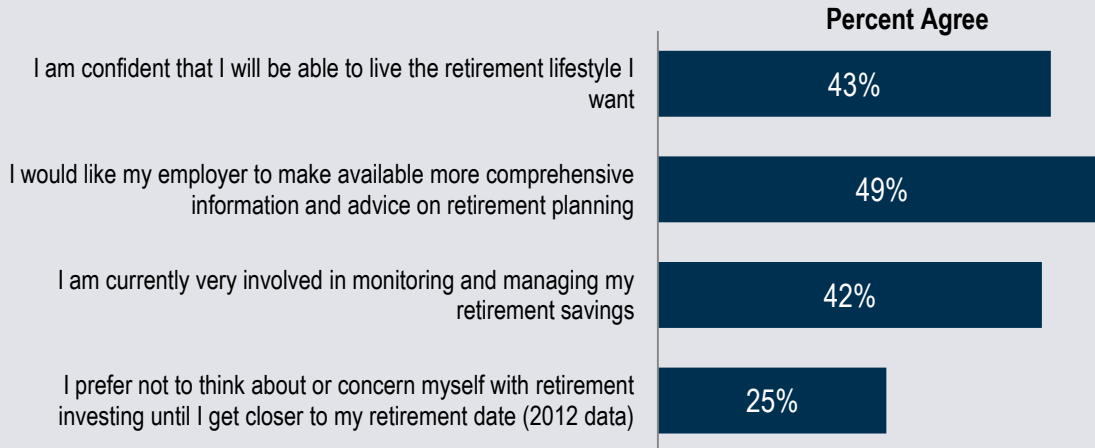 Percent Agree
I am confident that I will be able to live the retirement lifestyle I
want
43%
I would like my employer to make available more comprehensive
information and advice on retirement planning
49%
I am currently very involved in monitoring and managing my
retirement savings
42%
I prefer not to think about or concern myself with retirement
investing until I get closer to my retirement date (2012 data)
25%